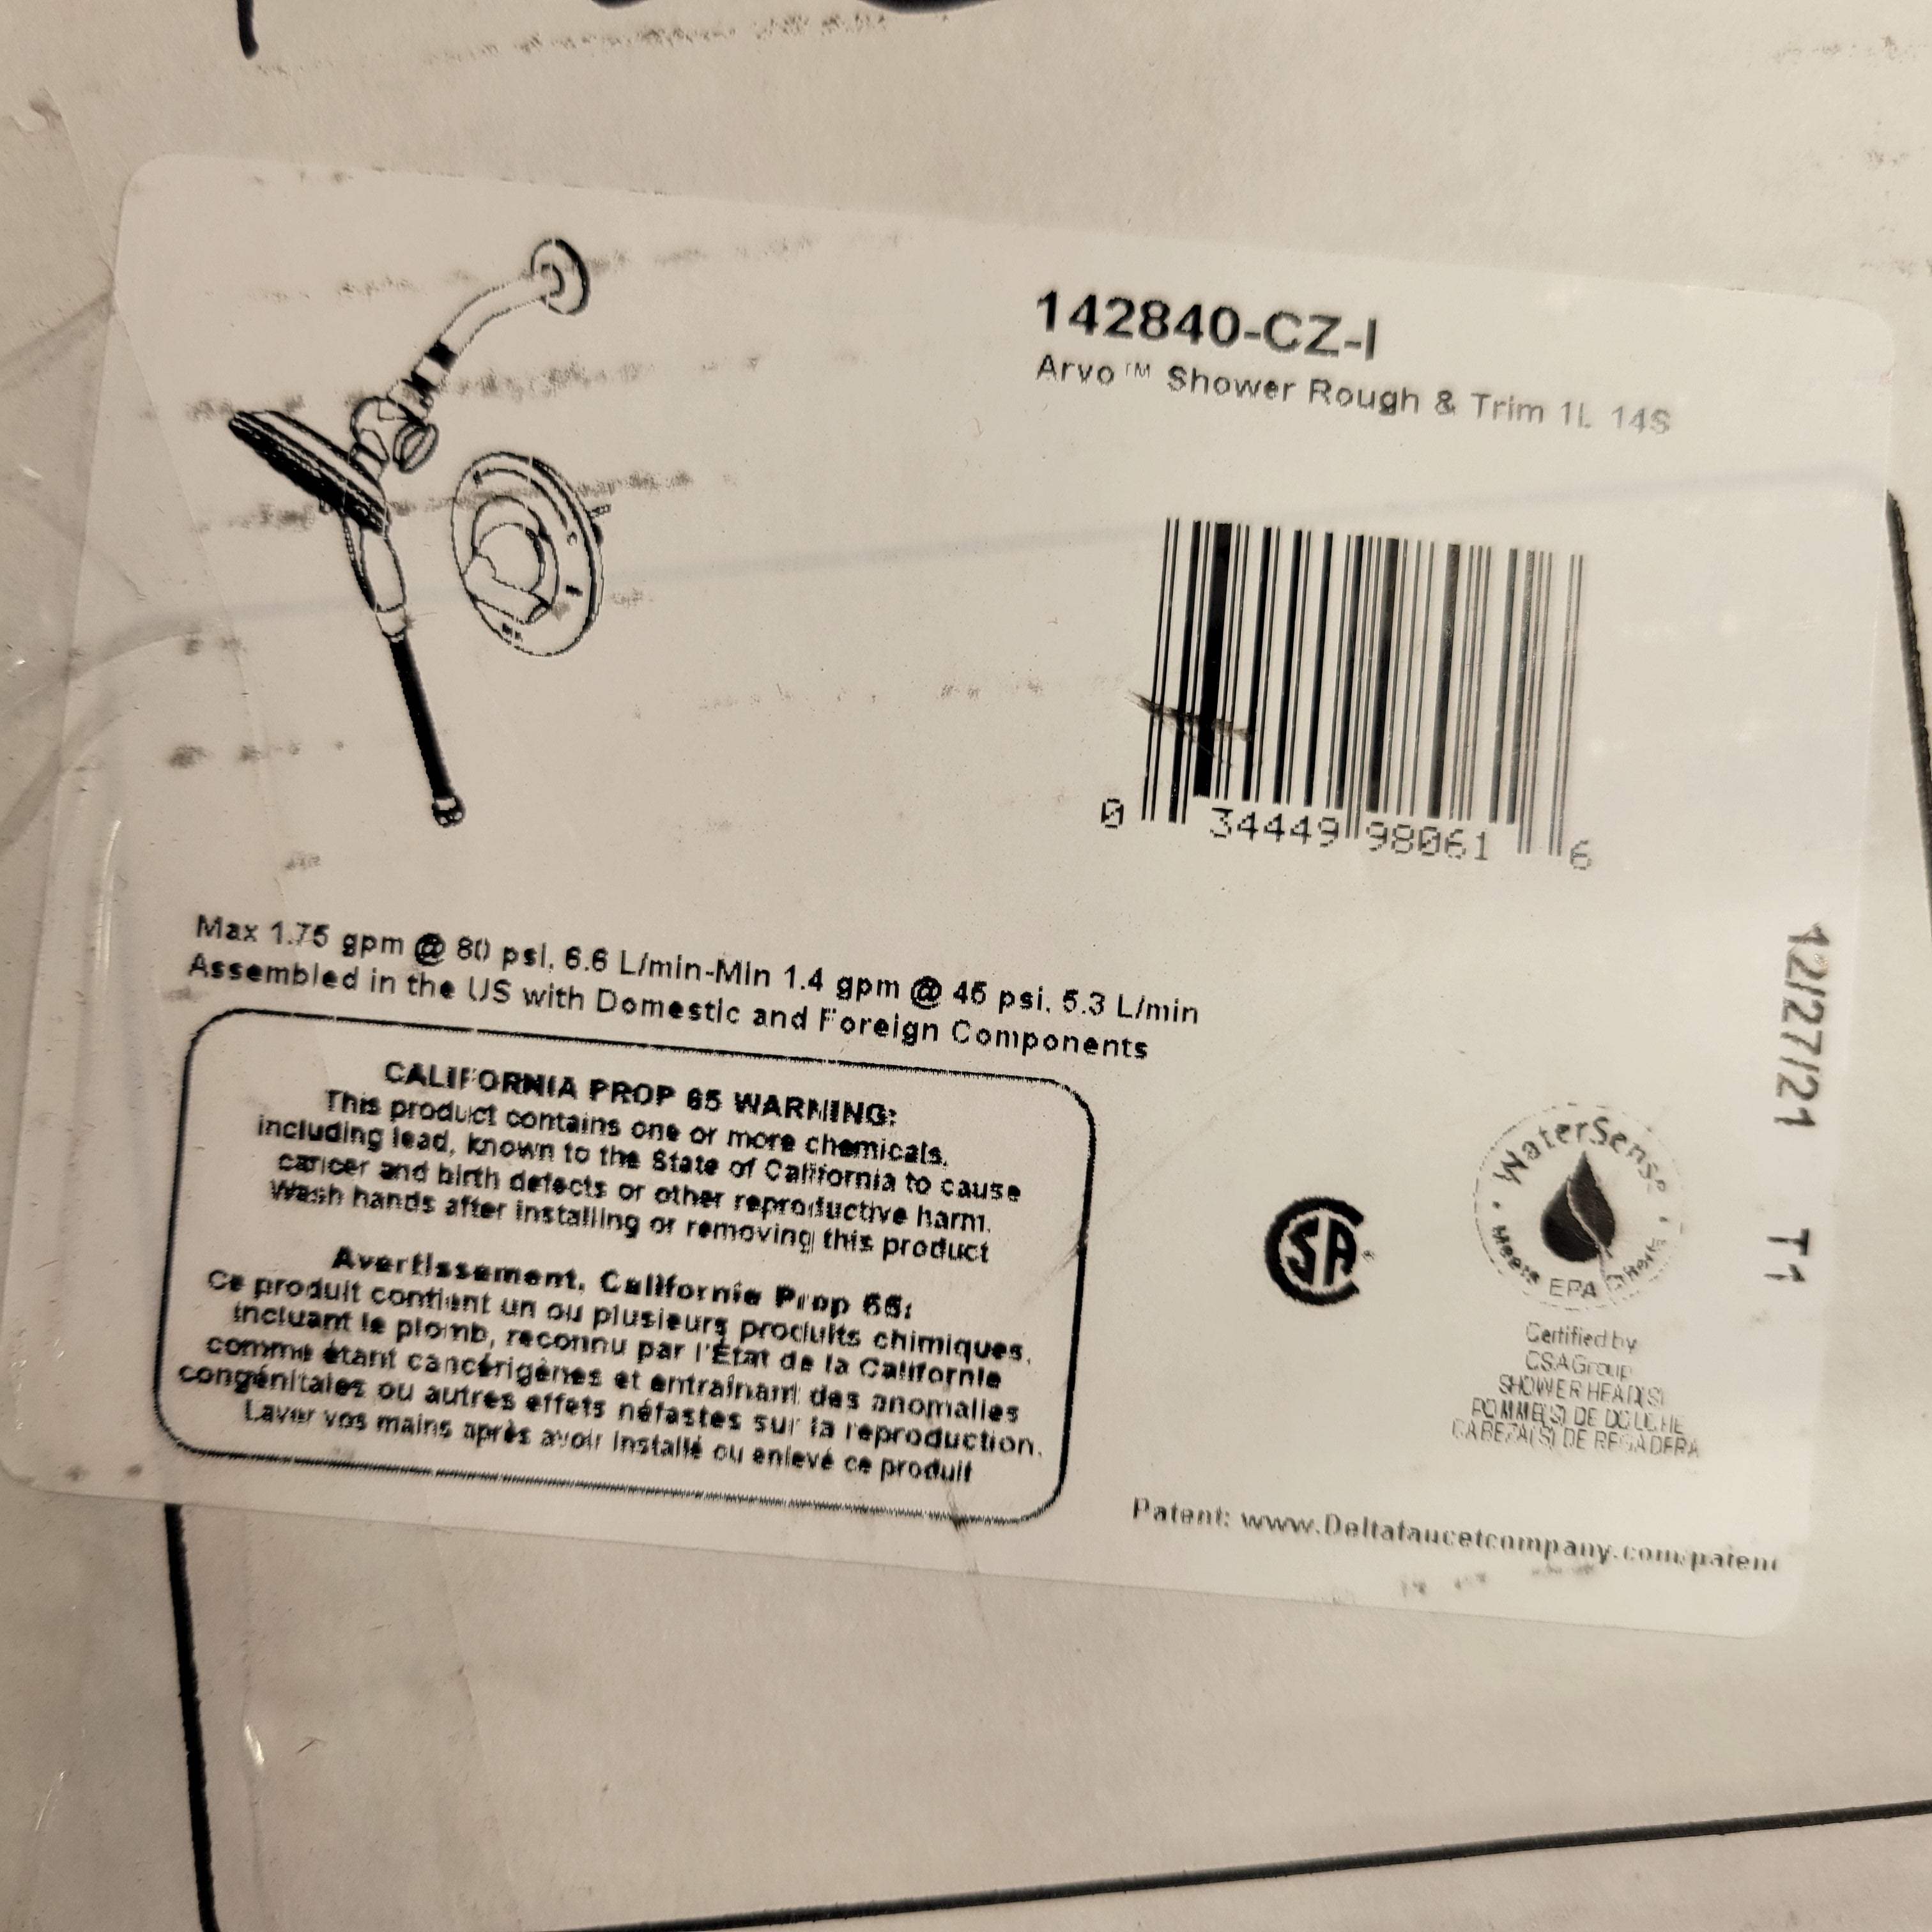 142840-CZ-I
Arvo™ Shower Rough & Trim 1L 14S
0 34449 98061 6
Max 1.75 gpm @ 80 psi, 6.6 L/min-Min 1.4 gpm @ 45 psi, 5.3 L/min
Assembled in the US with Domestic and Foreign Components
CALIFORNIA PROP 65 WARNING:
This product contains one or more chemicals,
including lead, known to the State of California to cause
cancer and birth defects or other reproductive harm.
Wash hands after installing or removing this product
Avertissement, California Prop 65:
Ce produit contient un ou plusieurs produits chimiques,
incluant le plomb, reconnu par l'État de la Californie
comme étant cancérigènes et entraînant des anomalies
congénitales ou autres effets néfastes sur la reproduction.
Laver vos mains après avoir installé ou enlevé ce produit
12/27/21 T1
CSA
WaterSense
Meets EPA Criteria
Certified by
CSA Group
SHOWER HEAD(S)
POMME(S) DE DOUCHE
CABEZA(S) DE REGADERA
Patent: www.Deltafaucetcompany.com/patent